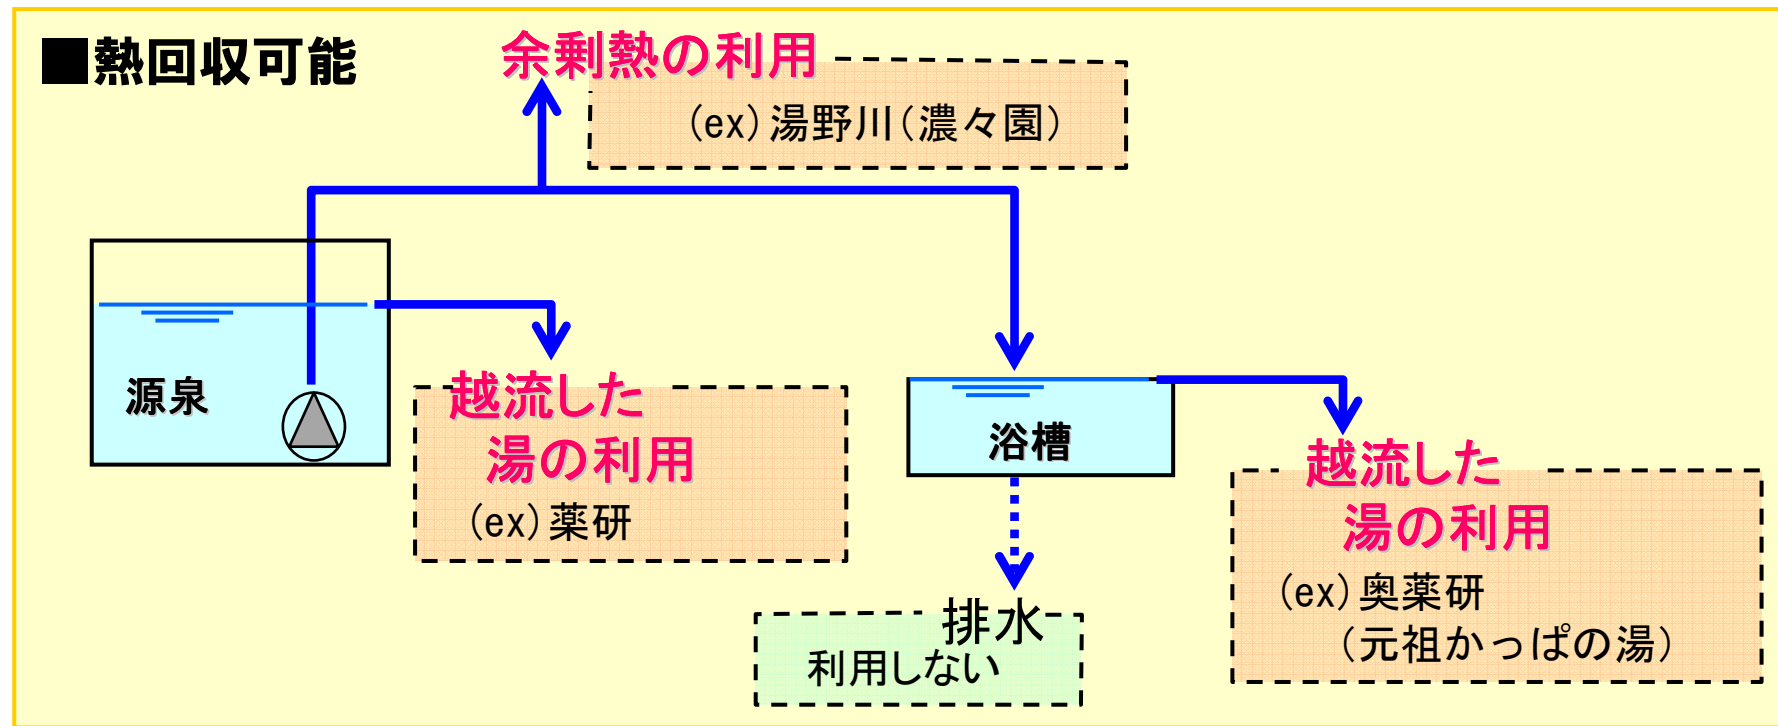 ■熱回収可能
余剰熱の利用
(ex)湯野川(濃々園)
源泉
越流した
湯の利用
(ex)薬研
浴槽
越流した
湯の利用
(ex)奥薬研
(元祖かっぱの湯)
排水
利用しない